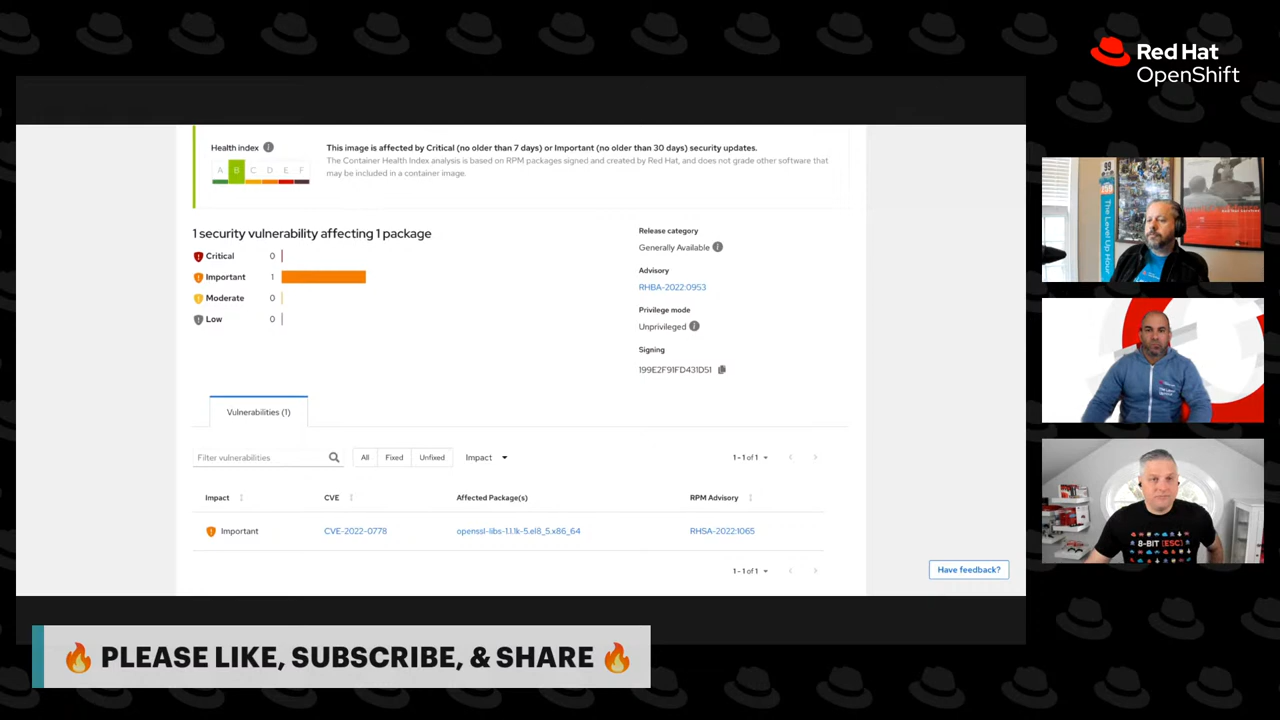 Red Hat
OpenShift
Health index
A B C D E F
This image is affected by Critical (no older than 7 days) or Important (no older than 30 days) security updates.
The Container Health Index analysis is based on RPM packages signed and created by Red Hat, and does not grade other software that
may be included in a container image.
1 security vulnerability affecting 1 package
Critical 0
Important 1
Moderate 0
Low 0
Release category
Generally Available
Advisory
RHBA-2022:0953
Privilege mode
Unprivileged
Signing
199E2F91FD431D51
Vulnerabilities (1)
Filter vulnerabilities
All Fixed Unfixed Impact 1 - 1 of 1
Impact CVE Affected Package(s) RPM Advisory
Important CVE-2022-0778 openssl-libs-1.1.1k-5.el8_5.x86_64 RHSA-2022:1065
1 - 1 of 1
Have feedback?
The Level Up Hour
8-BIT [ESC]
PLEASE LIKE, SUBSCRIBE, & SHARE